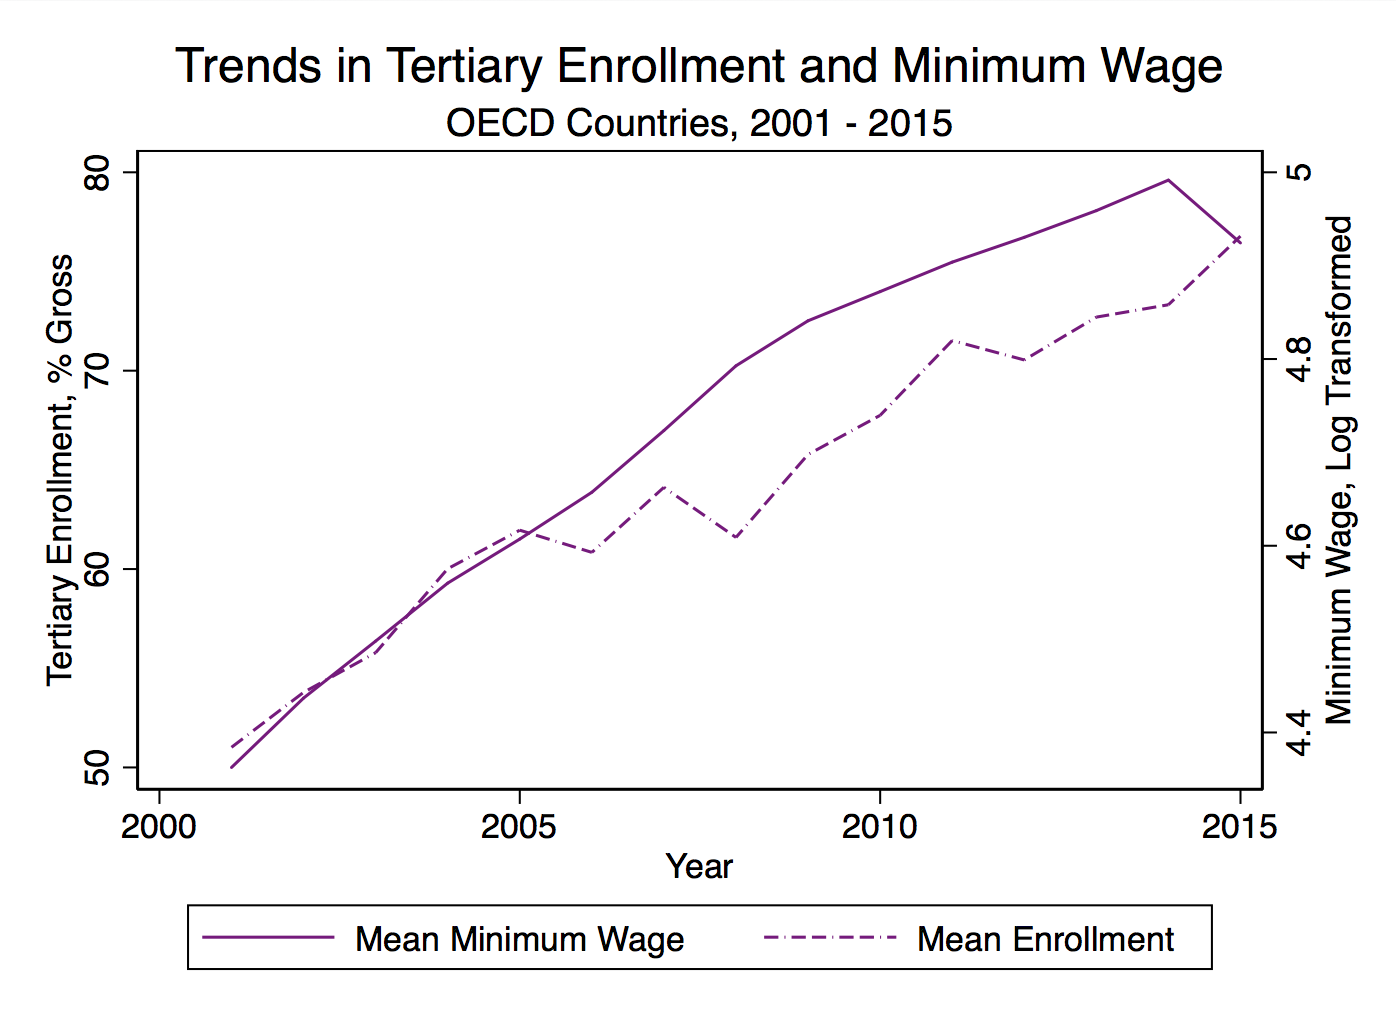 Trends in Tertiary Enrollment and Minimum Wage
OECD Countries, 2001 - 2015
Tertiary Enrollment, % Gross
80
70
60
50
5
4.8
4.6
4.4
Minimum Wage, Log Transformed
2000 2005 2010 2015
Year
Mean Minimum Wage Mean Enrollment